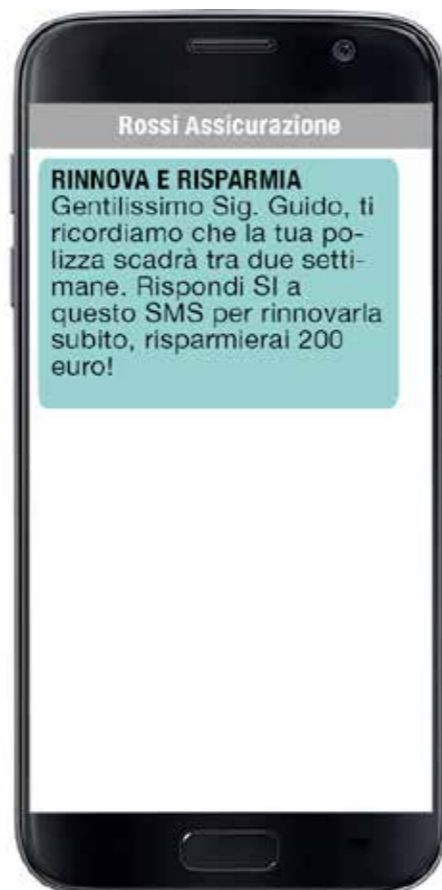 Rossi Assicurazione
RINNOVA E RISPARMIA
Gentilissimo Sig. Guido, ti
ricordiamo che la tua po-
lizza scadrà tra due setti-
mane. Rispondi SI a
questo SMS per rinnovarla
subito, risparmierai 200
euro!